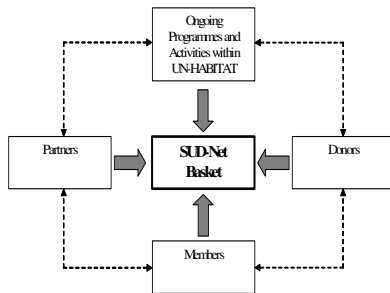 Ongoing
Programmes and
Activities within
UN-HABITAT
Partners
SUD-Net
Basket
Donors
Members